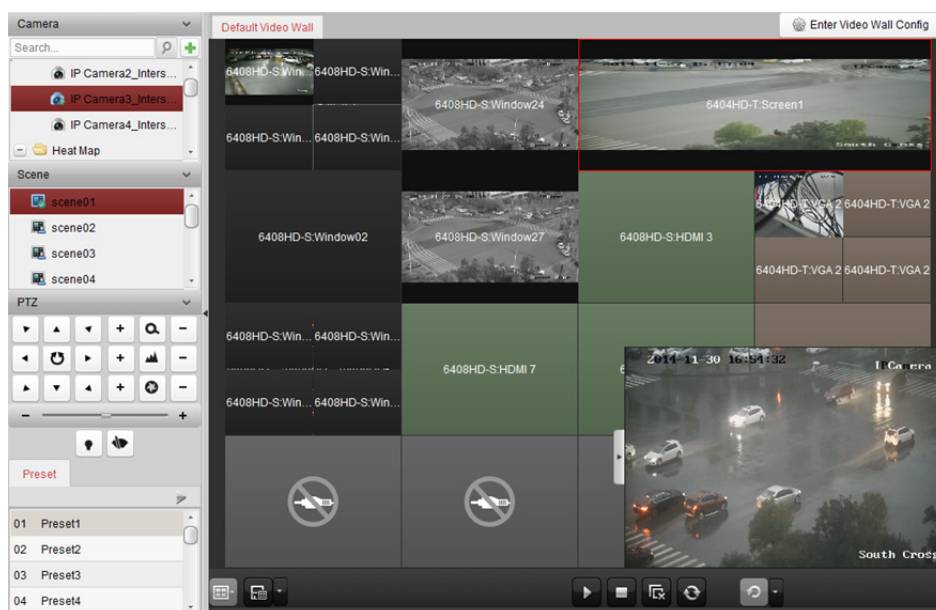 Camera
Search...
IP Camera2_Inters...
IP Camera3_Inters...
IP Camera4_Inters...
Heat Map
Scene
scene01
scene02
scene03
scene04
PTZ
Preset
01 Preset1
02 Preset2
03 Preset3
04 Preset4
Default Video Wall
Enter Video Wall Config
6408HD-S:Win... 6408HD-S:Win...
6408HD-S:Window24
6404HD-T:Screen1
South Cross
6408HD-S:Win... 6408HD-S:Win...
6408HD-S:Window02
6408HD-S:Window27
6408HD-S:HDMI 3
6404HD-T:VGA 2 6404HD-T:VGA 2
6404HD-T:VGA 2 6404HD-T:VGA 2
6408HD-S:Win... 6408HD-S:Win...
6408HD-S:HDMI 7
6408HD-S:Win... 6408HD-S:Win...
2014-11-30 16:54:32
IPCamera
South Cross